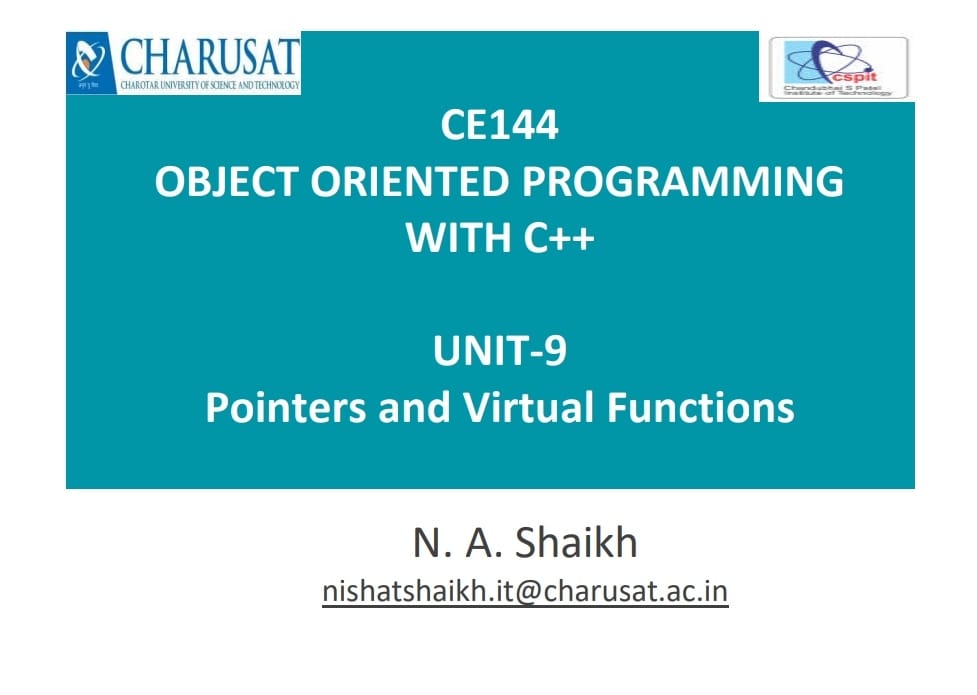 CHARUSAT
CHAROTAR UNIVERSITY OF SCIENCE AND TECHNOLOGY
cspit
Chandubhai S Patel
Institute of Technology
CE144
OBJECT ORIENTED PROGRAMMING
WITH C++
UNIT-9
Pointers and Virtual Functions
N. A. Shaikh
nishatshaikh.it@charusat.ac.in